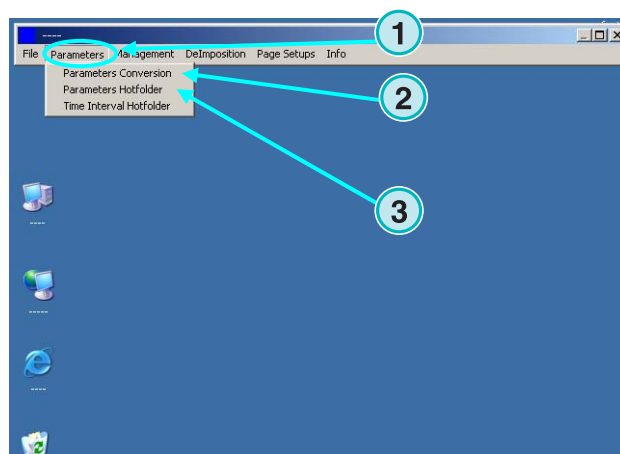 ----
1
File Parameters Management DeImposition Page Setups Info
Parameters Conversion
Parameters Hotfolder
Time Interval Hotfolder
2
3
----
-----
----